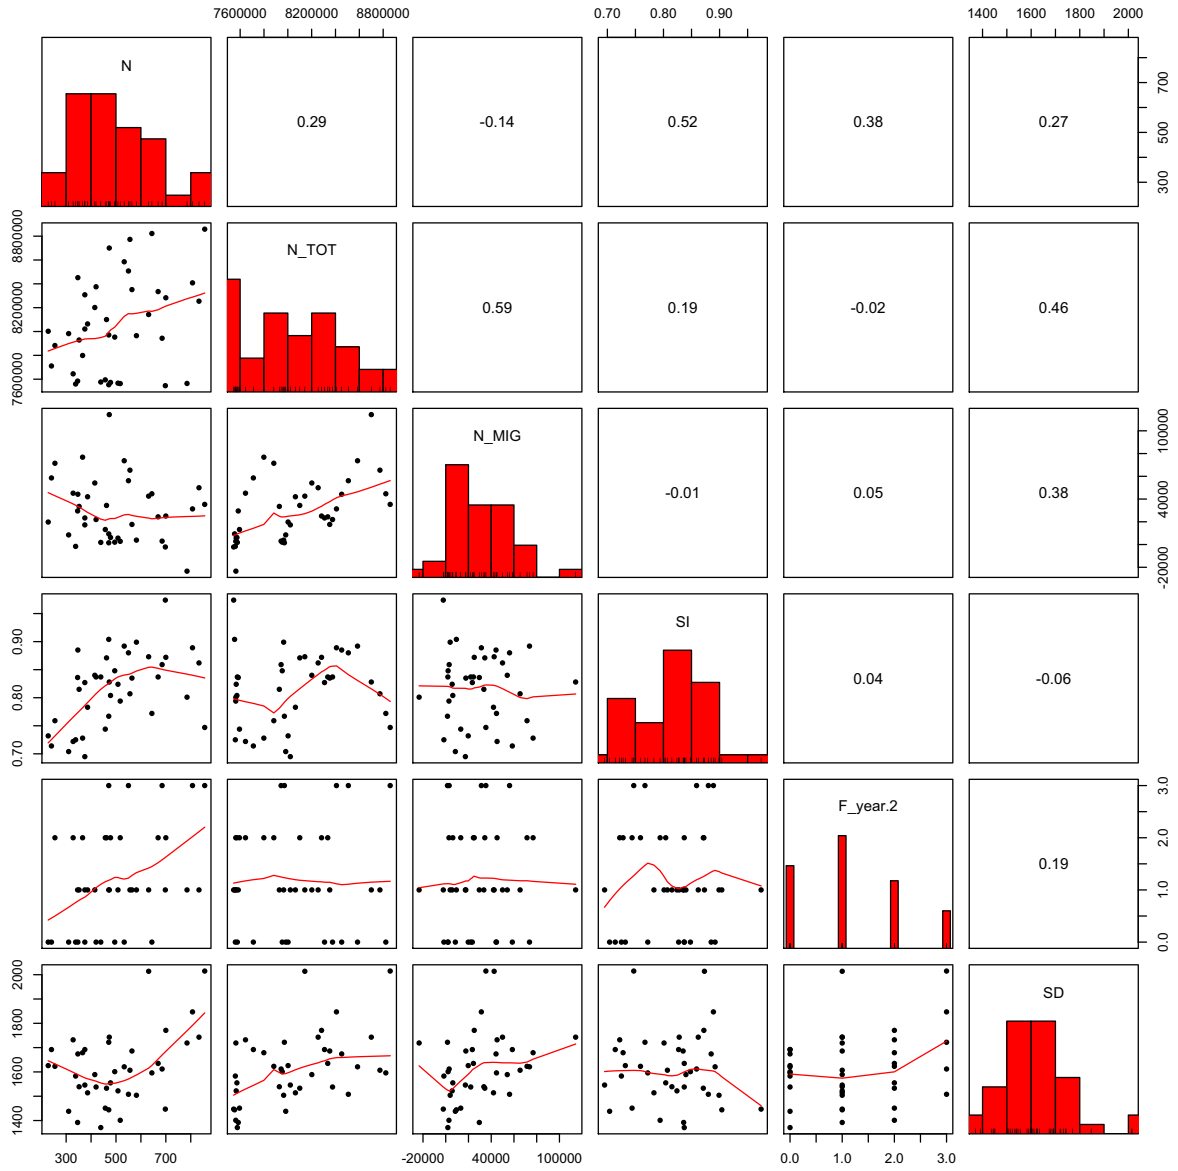 7600000 8200000 8800000 0.70 0.80 0.90 1400 1600 1800 2000
N
0.29 -0.14 0.52 0.38 0.27
300 500 700
7600000 8200000 8800000
N_TOT
0.59 0.19 -0.02 0.46
N_MIG
-0.01 0.05 0.38
-20000 40000 100000
0.70 0.80 0.90
SI
0.04 -0.06
F_year.2
0.19
0.0 1.0 2.0 3.0
1400 1600 1800 2000
SD
300 500 700 -20000 40000 100000 0.0 1.0 2.0 3.0